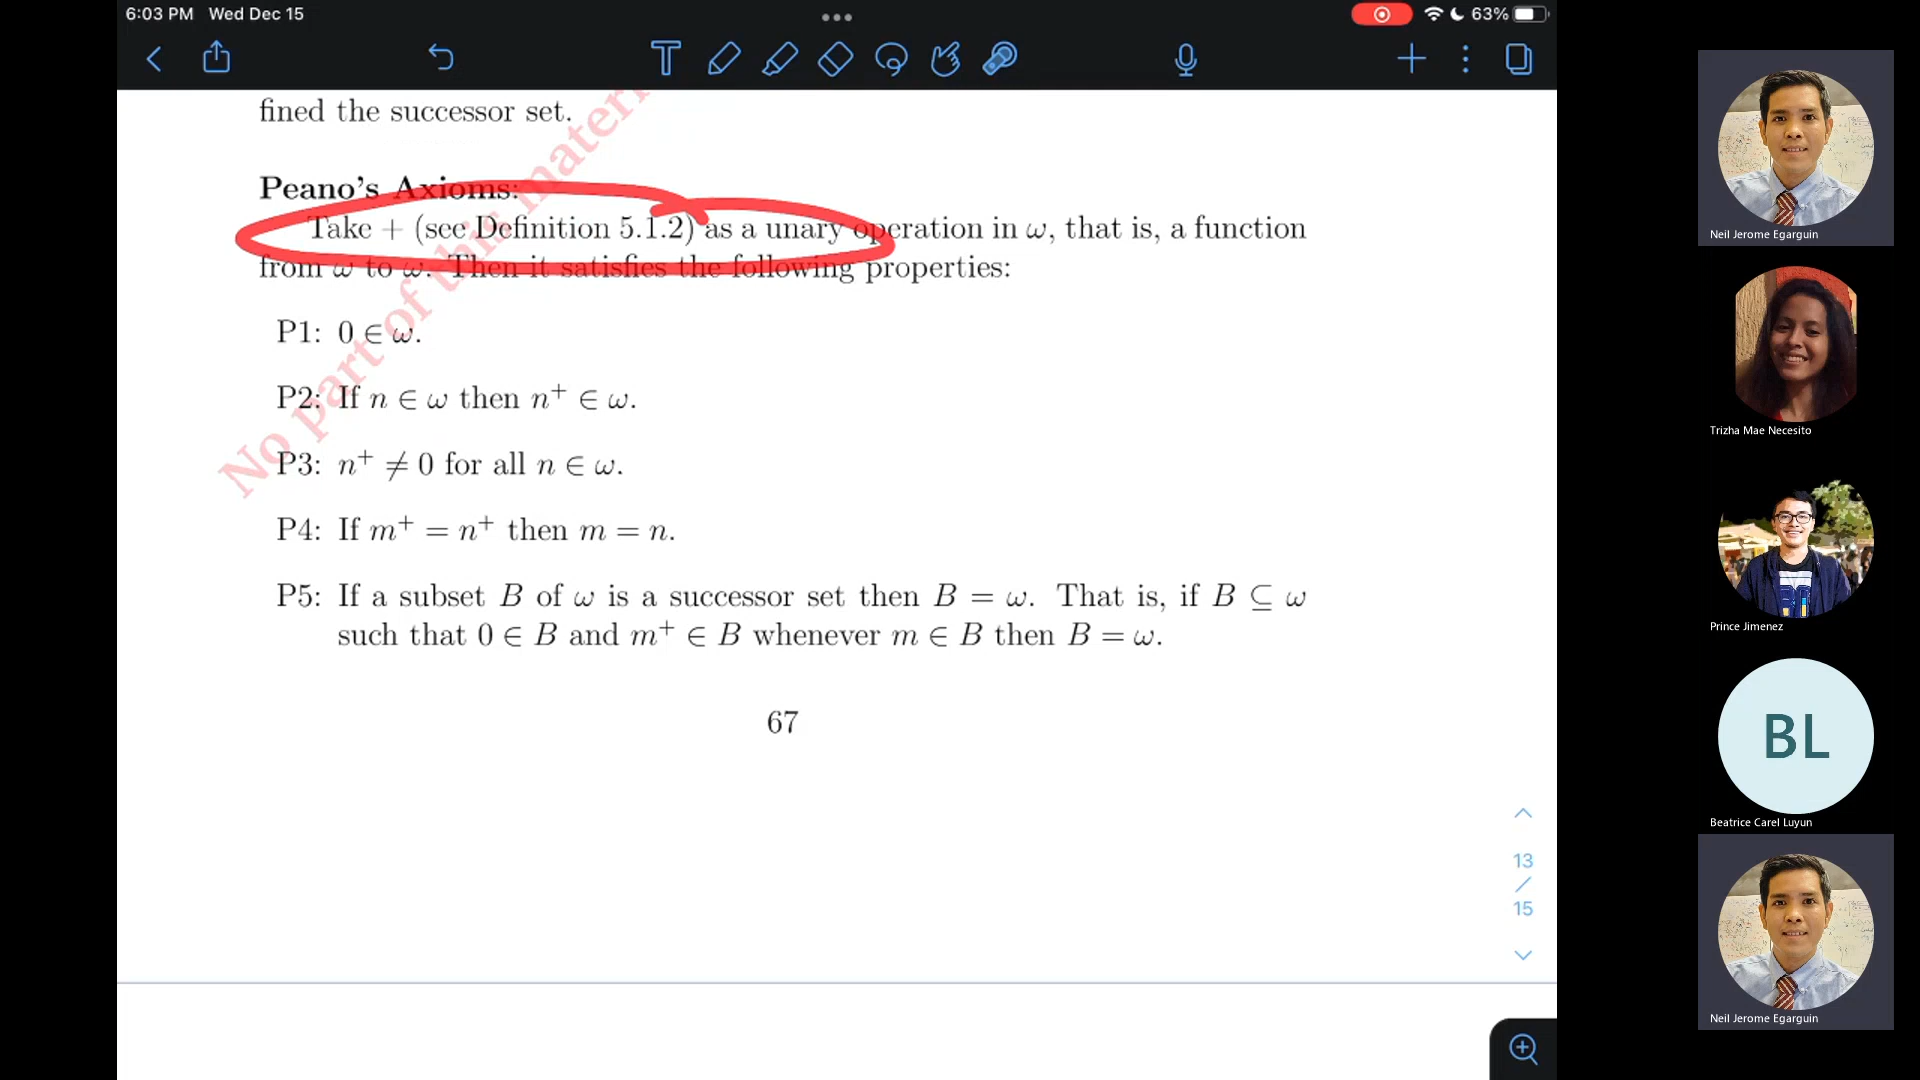 6:03 PM Wed Dec 15
63%
fined the successor set.
Peano's Axioms:
Take + (see Definition 5.1.2) as a unary operation in ω, that is, a function
from ω to ω. Then it satisfies the following properties:
P1: 0 ∈ ω.
P2: If n ∈ ω then n⁺ ∈ ω.
P3: n⁺ ≠ 0 for all n ∈ ω.
P4: If m⁺ = n⁺ then m = n.
P5: If a subset B of ω is a successor set then B = ω. That is, if B ⊆ ω
such that 0 ∈ B and m⁺ ∈ B whenever m ∈ B then B = ω.
67
No part of this materi
13
/
15
Neil Jerome Egarguin
Trizha Mae Necesito
Prince Jimenez
BL
Beatrice Carel Luyun
Neil Jerome Egarguin